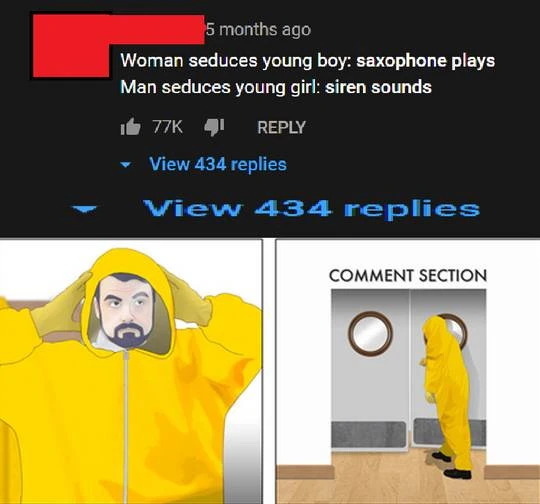 5 months ago
Woman seduces young boy: saxophone plays
Man seduces young girl: siren sounds
77K REPLY
View 434 replies
View 434 replies
COMMENT SECTION